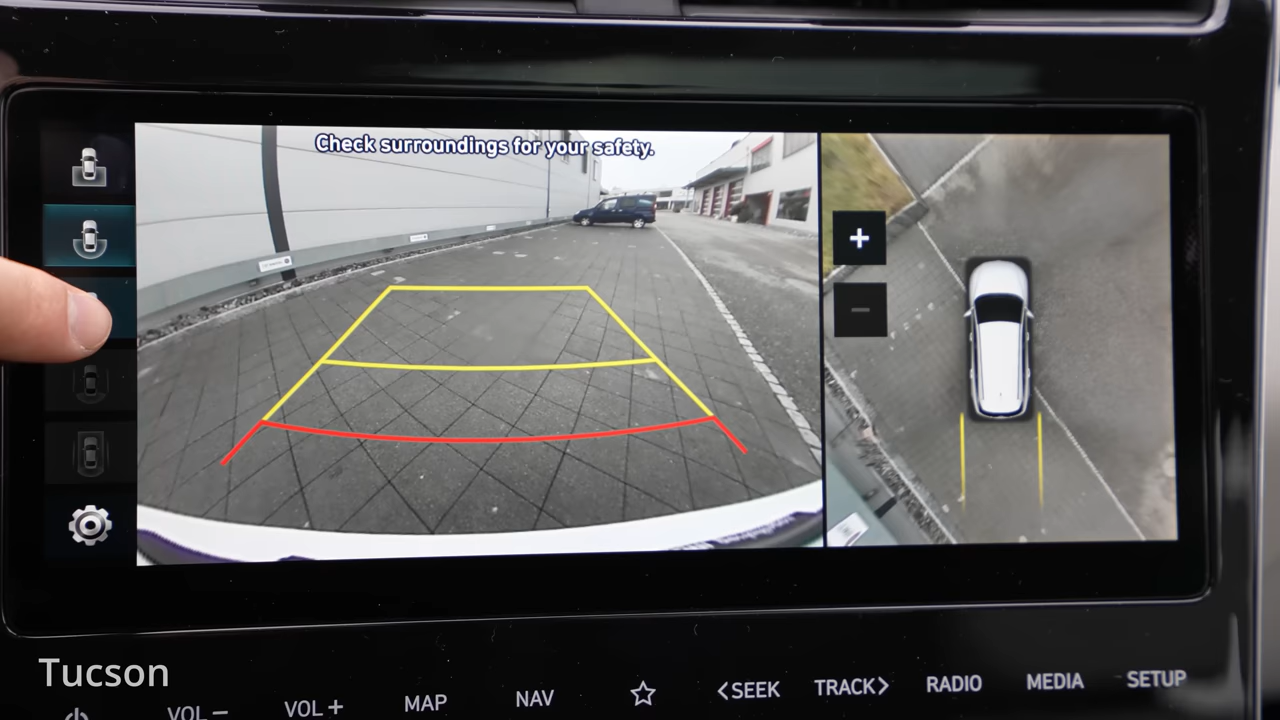 Check surroundings for your safety.
+
−
Tucson
VOL− VOL+ MAP NAV ☆ <SEEK TRACK> RADIO MEDIA SETUP